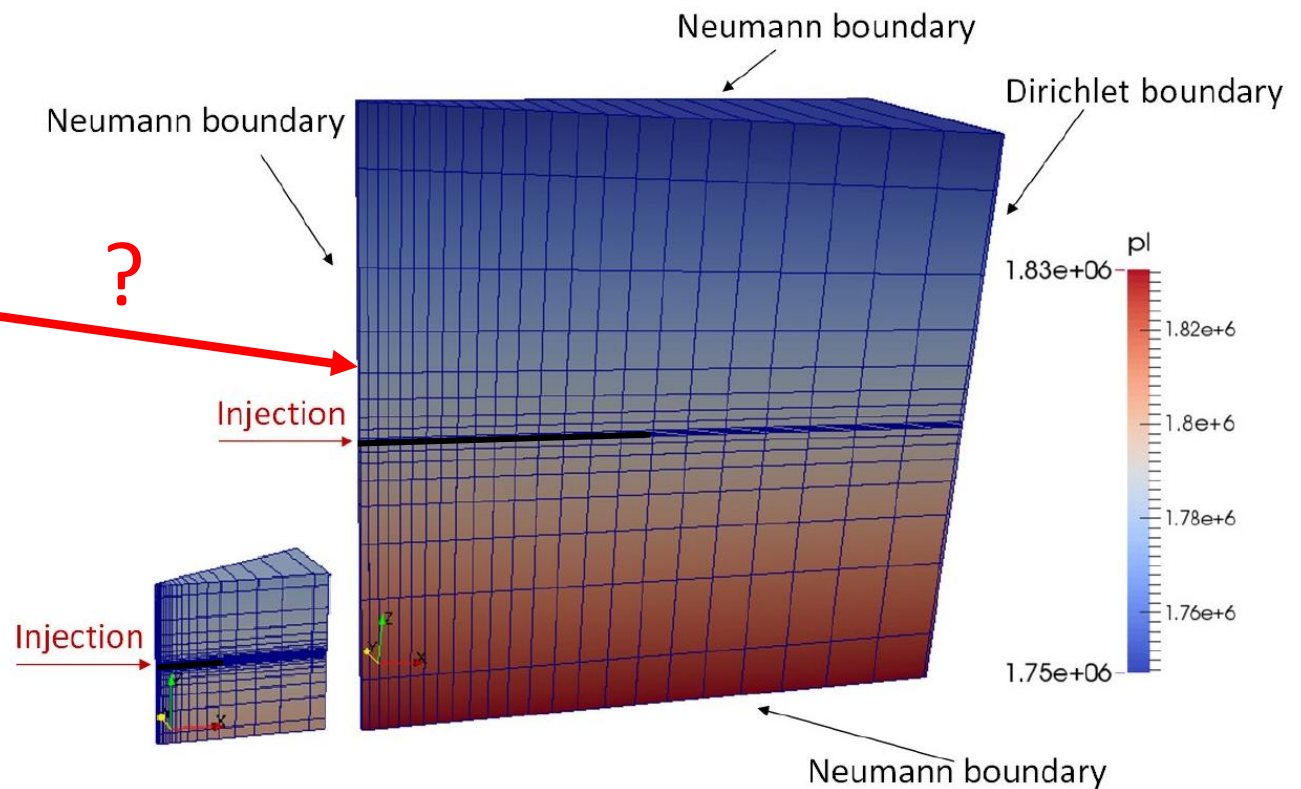 Neumann boundary
Neumann boundary
Dirichlet boundary
?
Injection
pl
1.83e+06
1.82e+6
1.8e+6
1.78e+6
1.76e+6
1.75e+06
Z
Y
X
Injection
X
Neumann boundary